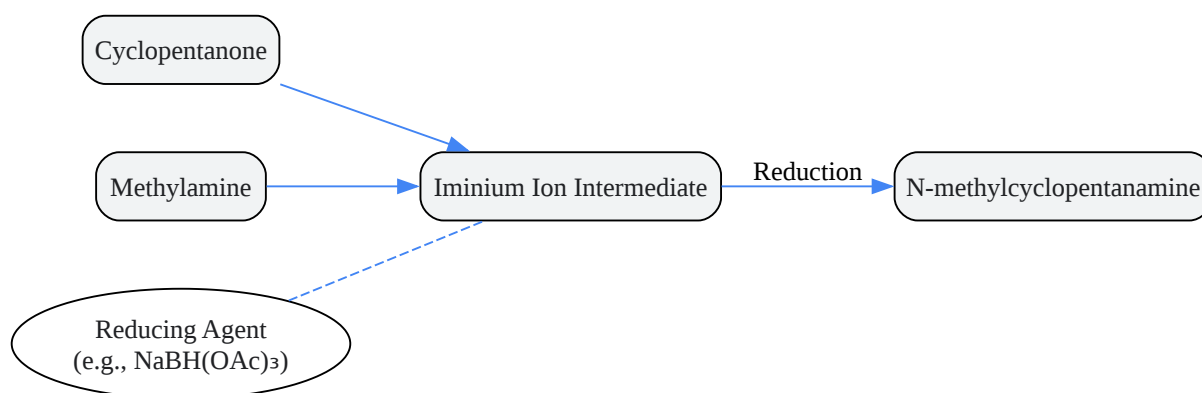 Cyclopentanone
Methylamine
Iminium Ion Intermediate
Reduction
N-methylcyclopentanamine
Reducing Agent
(e.g., NaBH(OAc)₃)